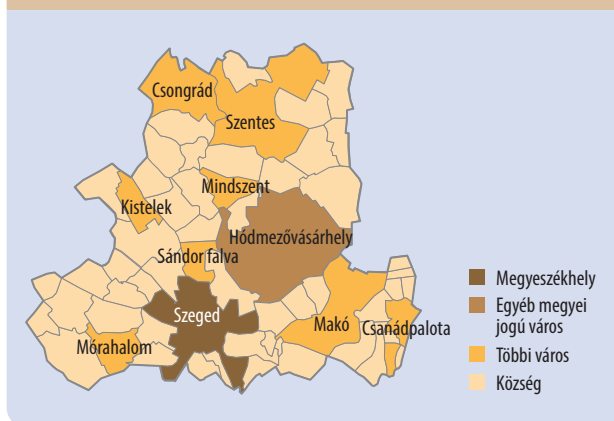 Csongrád
Szentes
Mindszent
Kistelek
Hódmezővásárhely
Sándor falva
Szeged
Makó
Csanádpalota
Mórahalom
Megyeszékhely
Egyéb megyei
jogú város
Többi város
Község